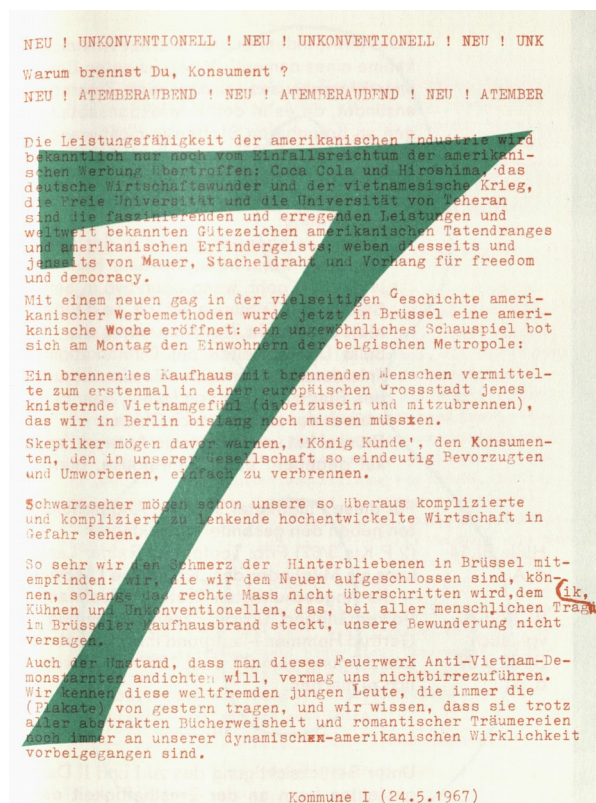 NEU ! UNKONVENTIONELL ! NEU ! UNKONVENTIONELL ! NEU ! UNK
Warum brennst Du, Konsument ?
NEU ! ATEMBERAUBEND ! NEU ! ATEMBERAUBEND ! NEU ! ATEMBER
Die Leistungsfähigkeit der amerikanischen Industrie wird
bekanntlich nur noch vom Einfallsreichtum der amerikani-
schen Werbung übertroffen: Coca Cola und Hiroshima, das
deutsche Wirtschaftswunder und der vietnamesische Krieg,
die Freie Universität und die Universität von Teheran
sind die faszinierenden und erregenden Leistungen und
weltweit bekannten Gütezeichen amerikanischen Tatendranges
und amerikanischen Erfindergeists; weben diesseits und
jenseits von Mauer, Stacheldraht und Vorhang für freedom
und democracy.
Mit einem neuen gag in der vielseitigen Geschichte ameri-
kanischer Werbemethoden wurde jetzt in Brüssel eine ameri-
kanische Woche eröffnet: ein ungewöhnliches Schauspiel bot
sich am Montag den Einwohnern der belgischen Metropole:
Ein brennendes Kaufhaus mit brennenden Menschen vermittel-
te zum erstenmal in einer europäischen Grossstadt jenes
knisternde Vietnamgefühl (dabeizusein und mitzubrennen),
das wir in Berlin bislang noch missen müssten.
Skeptiker mögen davor warnen, 'König Kunde', den Konsumen-
ten, den in unserer Gesellschaft so eindeutig Bevorzugten
und Umworbenen, einfach zu verbrennen.
Schwarzseher mögen schon unsere so überaus komplizierte
und kompliziert zu lenkende hochentwickelte Wirtschaft in
Gefahr sehen.
So sehr wir den Schmerz der Hinterbliebenen in Brüssel mit-
empfinden: wir, die wir dem Neuen aufgeschlossen sind, kön-
nen, solange das rechte Mass nicht überschritten wird, dem
Kühnen und Unkonventionellen, das, bei aller menschlichen Tragik,
im Brüsseler Kaufhausbrand steckt, unsere Bewunderung nicht
versagen.
Auch der Umstand, dass man dieses Feuerwerk Anti-Vietnam-De-
monstarnten andichten will, vermag uns nichtbirrezuführen.
Wir kennen diese weltfremden jungen Leute, die immer die
(Plakate) von gestern tragen, und wir wissen, dass sie trotz
aller abstrakten Bücherweisheit und romantischer Träumereien
noch immer an unserer dynamisch-amerikanischen Wirklichkeit
vorbeigegangen sind.
Kommune I (24.5.1967)